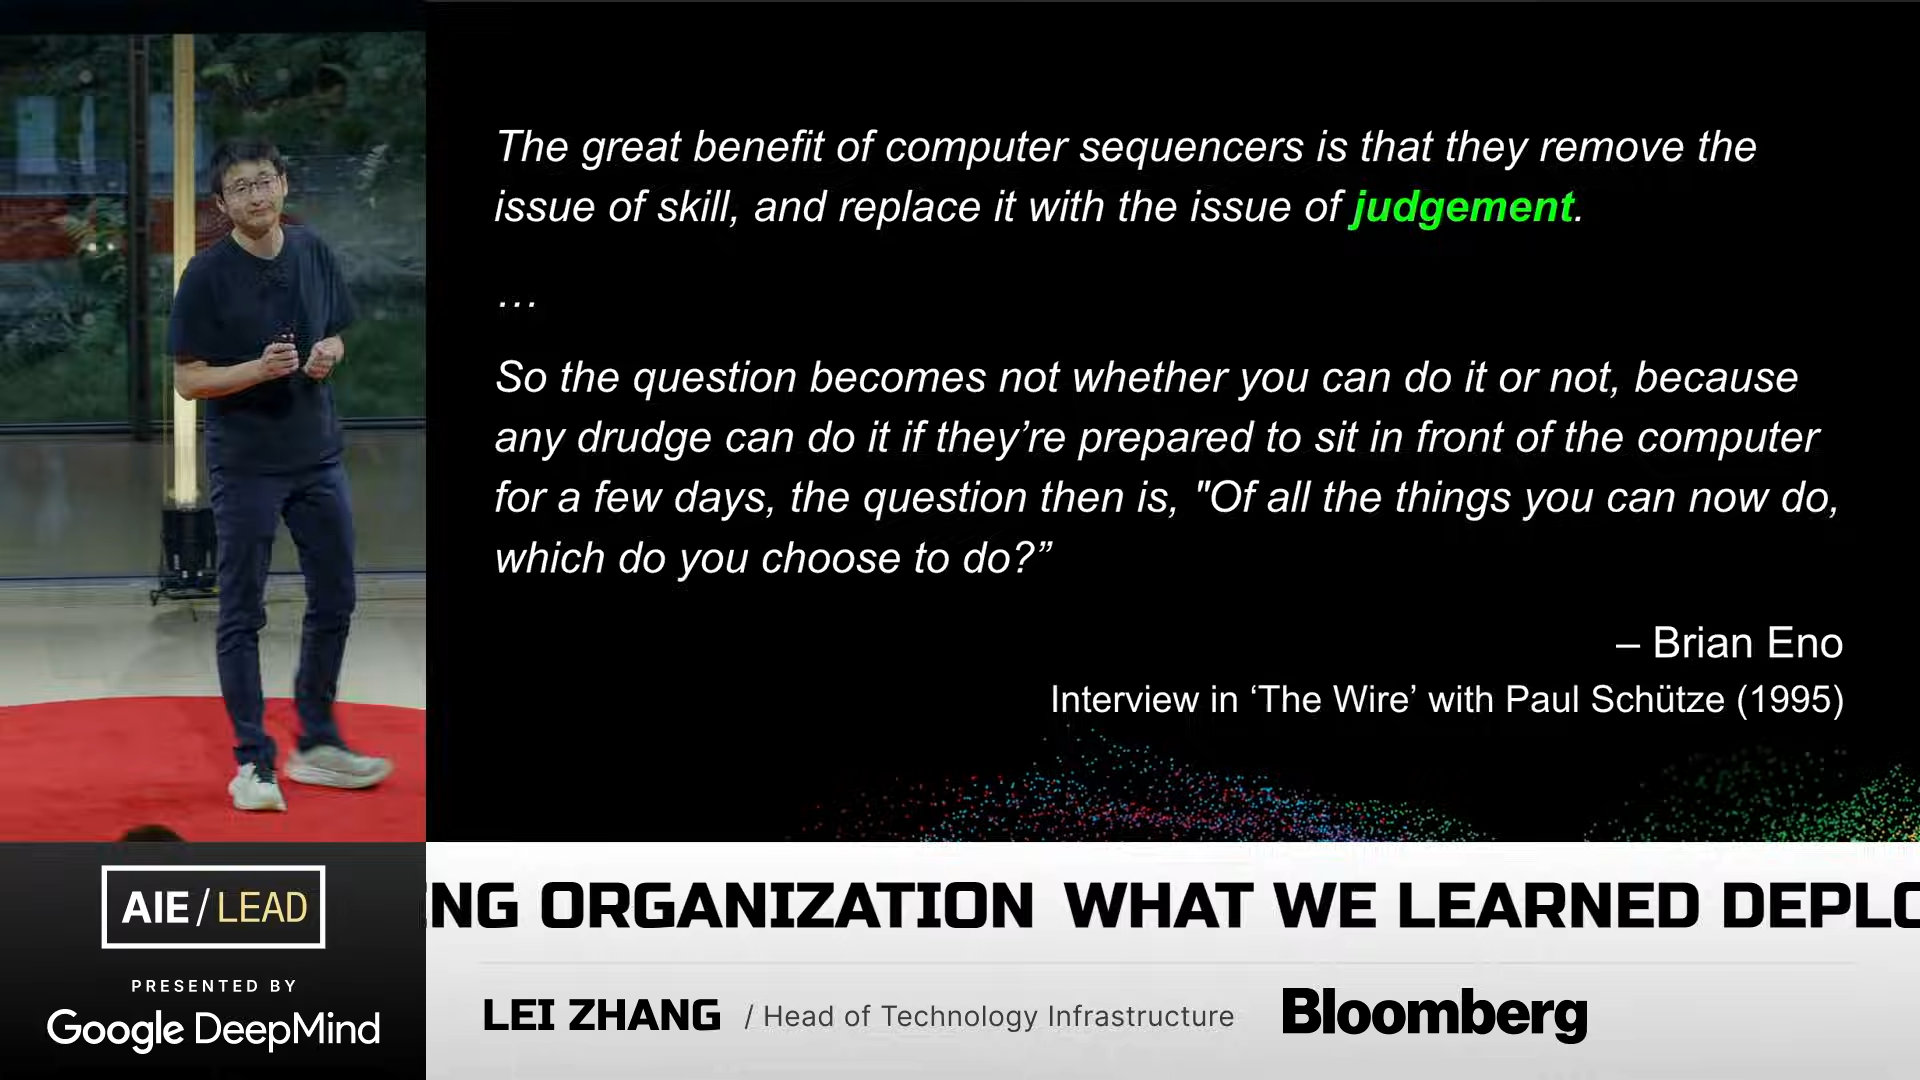 The great benefit of computer sequencers is that they remove the
issue of skill, and replace it with the issue of judgement.
…
So the question becomes not whether you can do it or not, because
any drudge can do it if they’re prepared to sit in front of the computer
for a few days, the question then is, "Of all the things you can now do,
which do you choose to do?”
– Brian Eno
Interview in ‘The Wire’ with Paul Schütze (1995)
AIE / LEAD
PRESENTED BY
Google DeepMind
NG ORGANIZATION WHAT WE LEARNED DEPLO
LEI ZHANG / Head of Technology Infrastructure
Bloomberg